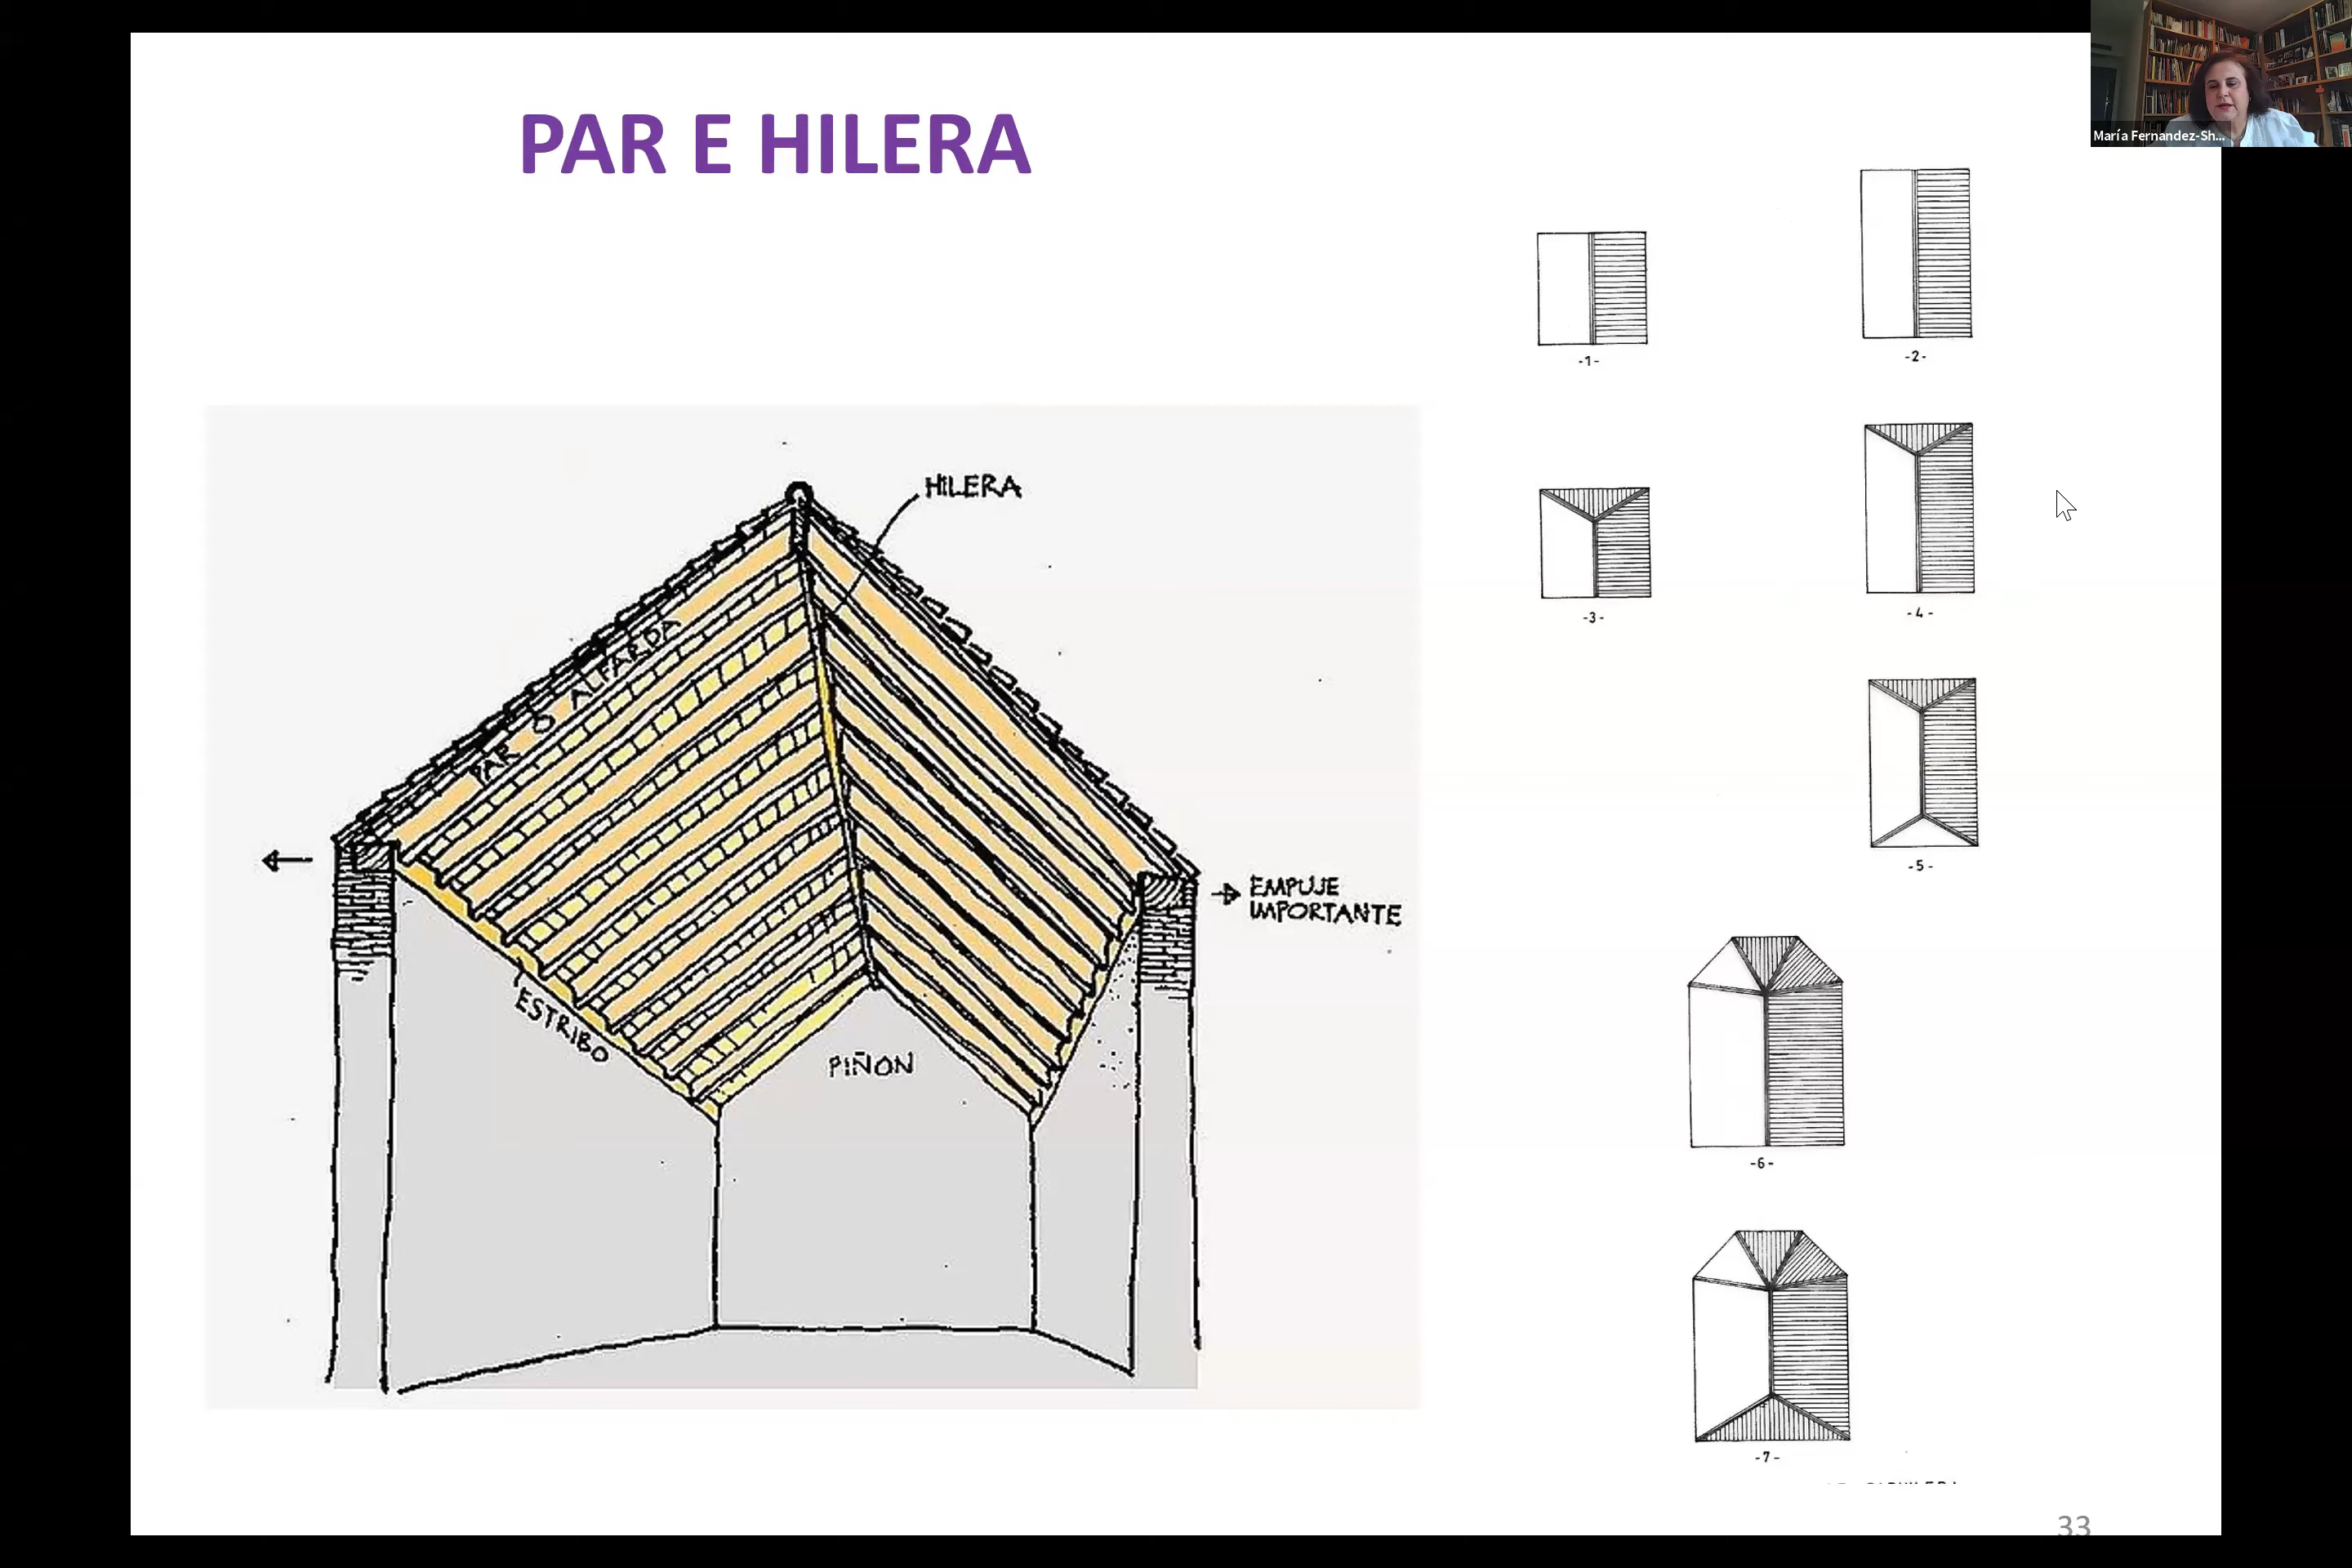 PAR E HILERA
María Fernandez-Sh...
-1-
-2-
HILERA
-3-
-4-
PAR O ALFARDA
-5-
EMPUJE
IMPORTANTE
ESTRIBO
PIÑON
-6-
-7-
33